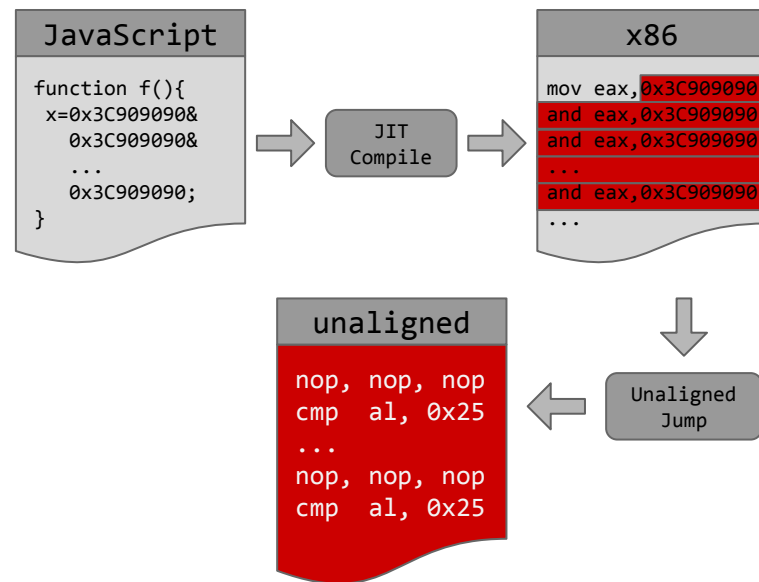 JavaScript
function f(){
x=0x3C909090&
0x3C909090&
...
0x3C909090;
}
JIT
Compile
x86
mov eax,0x3C909090
and eax,0x3C909090
and eax,0x3C909090
...
and eax,0x3C909090
...
Unaligned
Jump
unaligned
nop, nop, nop
cmp al, 0x25
...
nop, nop, nop
cmp al, 0x25